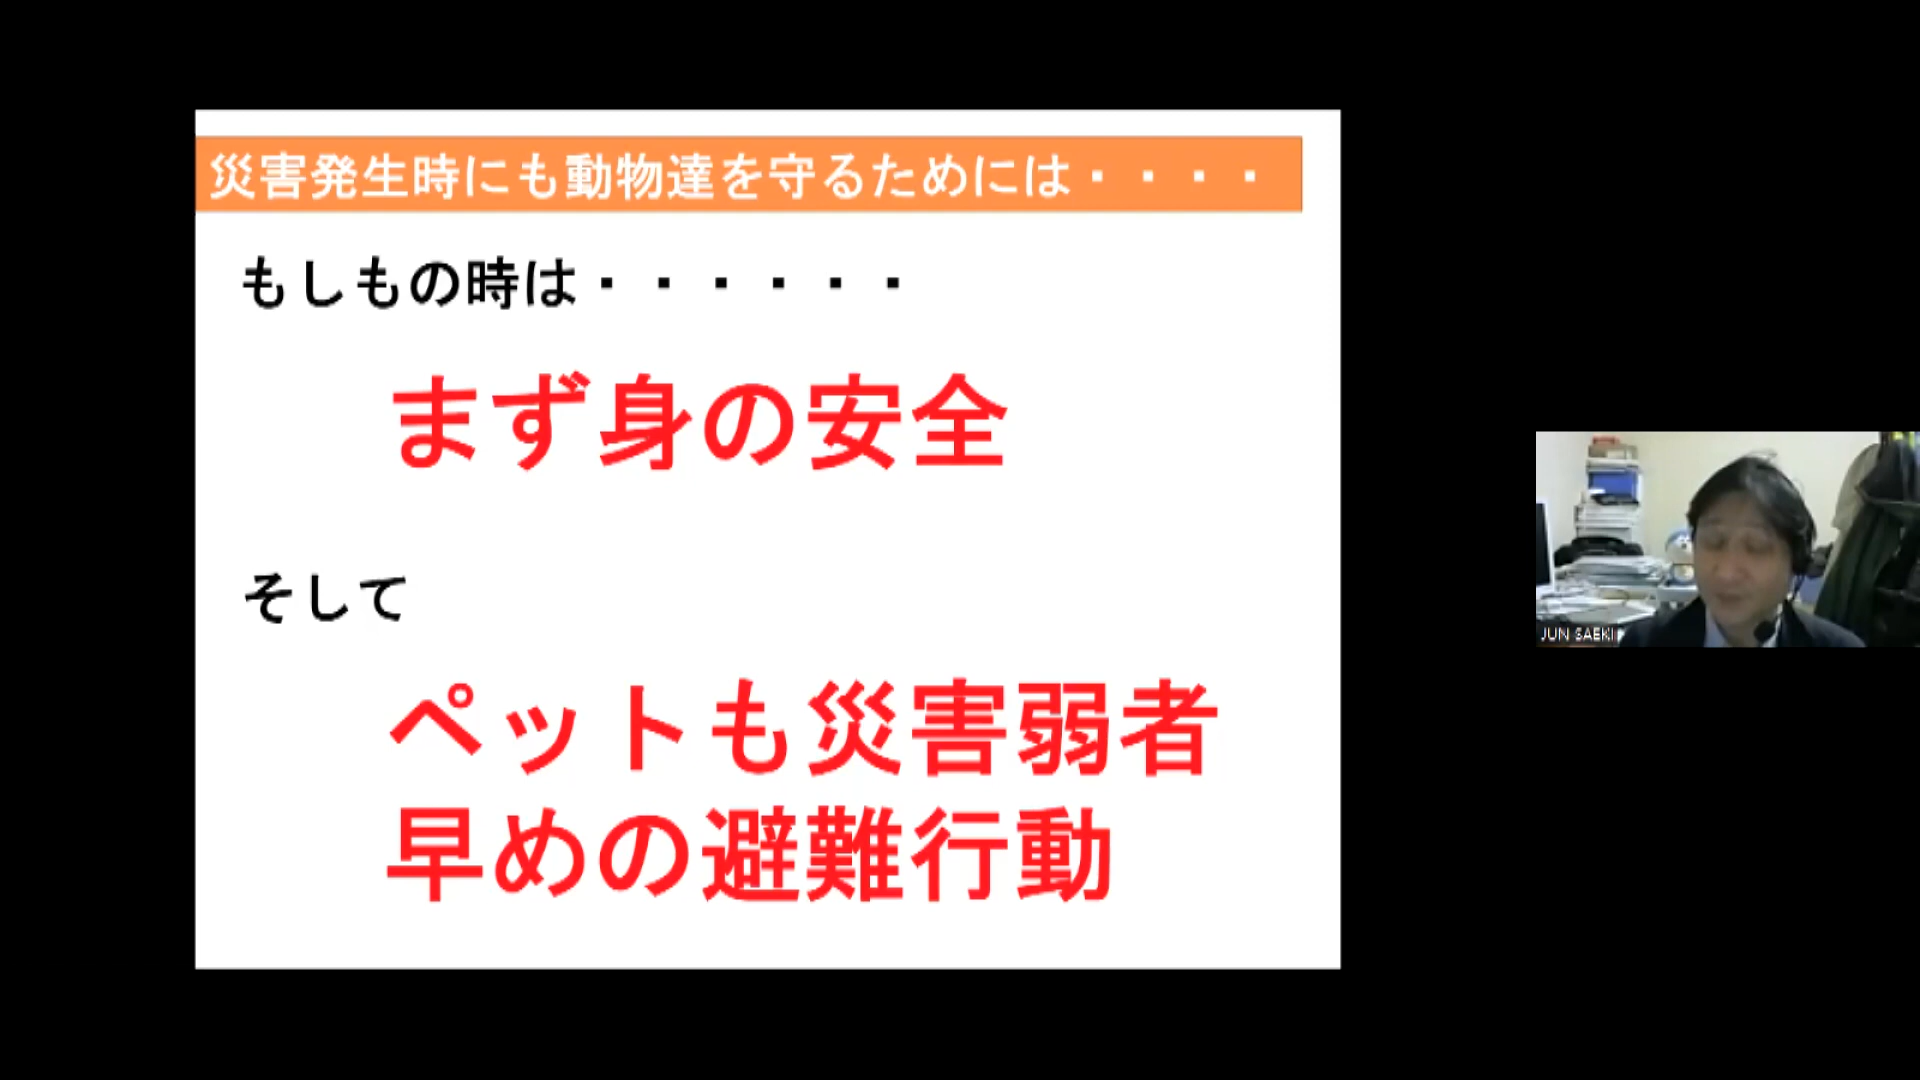 災害発生時にも動物達を守るためには・・・・
もしもの時は・・・・・・
まず身の安全
そして
ペットも災害弱者
早めの避難行動
JUN SAEKI